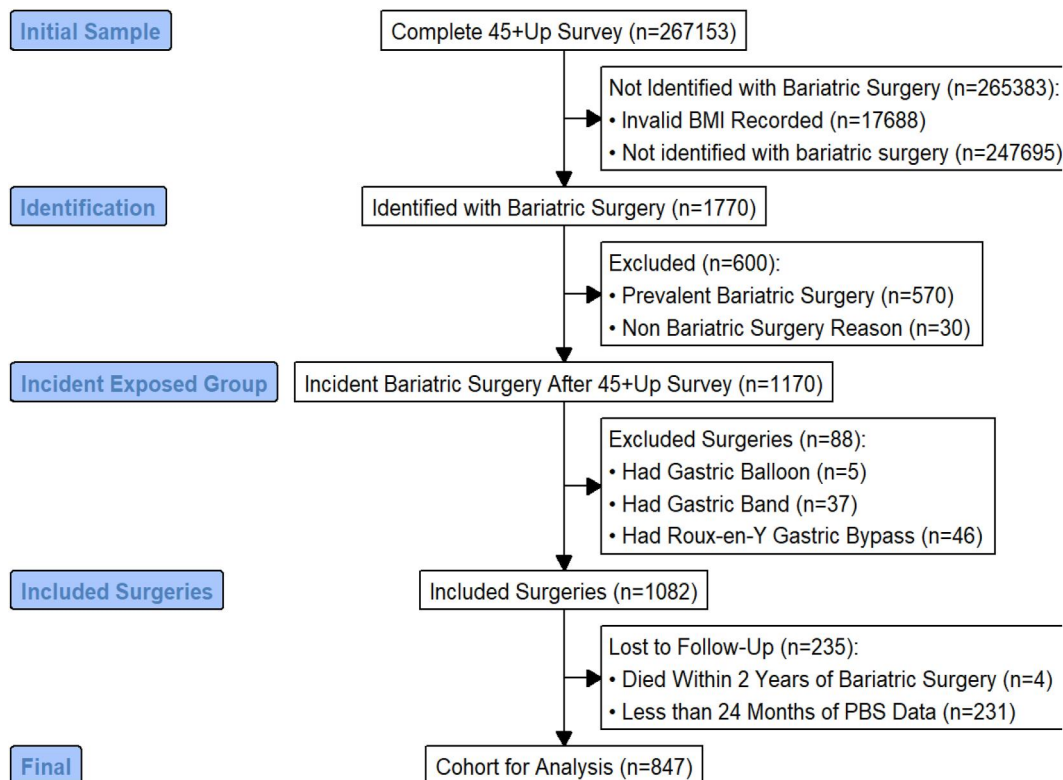 Initial Sample
Complete 45+Up Survey (n=267153)
Not Identified with Bariatric Surgery (n=265383):
• Invalid BMI Recorded (n=17688)
• Not identified with bariatric surgery (n=247695)
Identification
Identified with Bariatric Surgery (n=1770)
Excluded (n=600):
• Prevalent Bariatric Surgery (n=570)
• Non Bariatric Surgery Reason (n=30)
Incident Exposed Group
Incident Bariatric Surgery After 45+Up Survey (n=1170)
Excluded Surgeries (n=88):
• Had Gastric Balloon (n=5)
• Had Gastric Band (n=37)
• Had Roux-en-Y Gastric Bypass (n=46)
Included Surgeries
Included Surgeries (n=1082)
Lost to Follow-Up (n=235):
• Died Within 2 Years of Bariatric Surgery (n=4)
• Less than 24 Months of PBS Data (n=231)
Final
Cohort for Analysis (n=847)